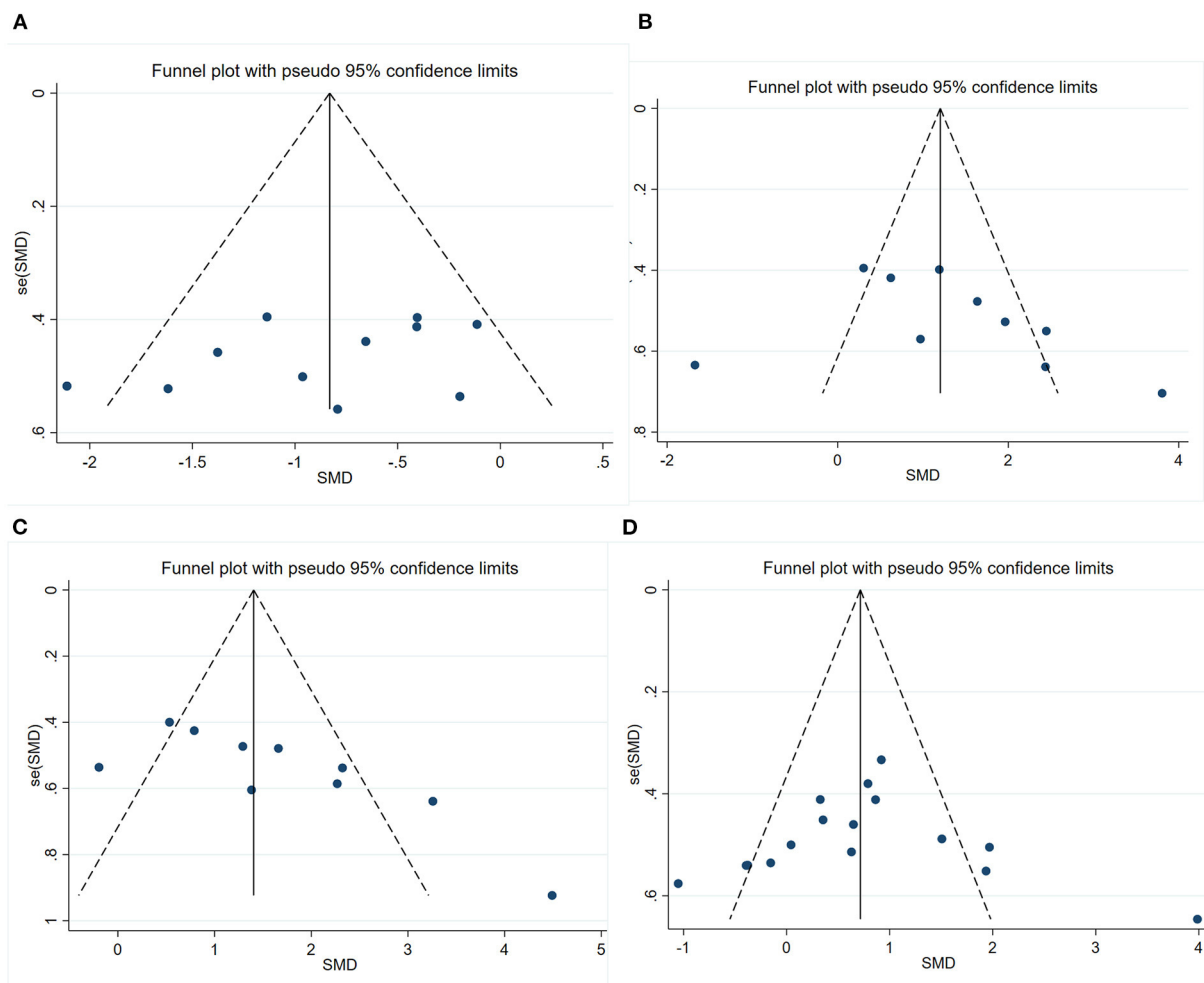 A
Funnel plot with pseudo 95% confidence limits
0
.2
.4
.6
se(SMD)
-2
-1.5
-1
-.5
0
.5
SMD
B
Funnel plot with pseudo 95% confidence limits
0
.2
.4
.6
.8
-2
0
2
4
SMD
C
Funnel plot with pseudo 95% confidence limits
0
.2
.4
.6
.8
1
se(SMD)
0
1
2
3
4
5
SMD
D
Funnel plot with pseudo 95% confidence limits
0
.2
.4
.6
se(SMD)
-1
0
1
2
3
4
SMD